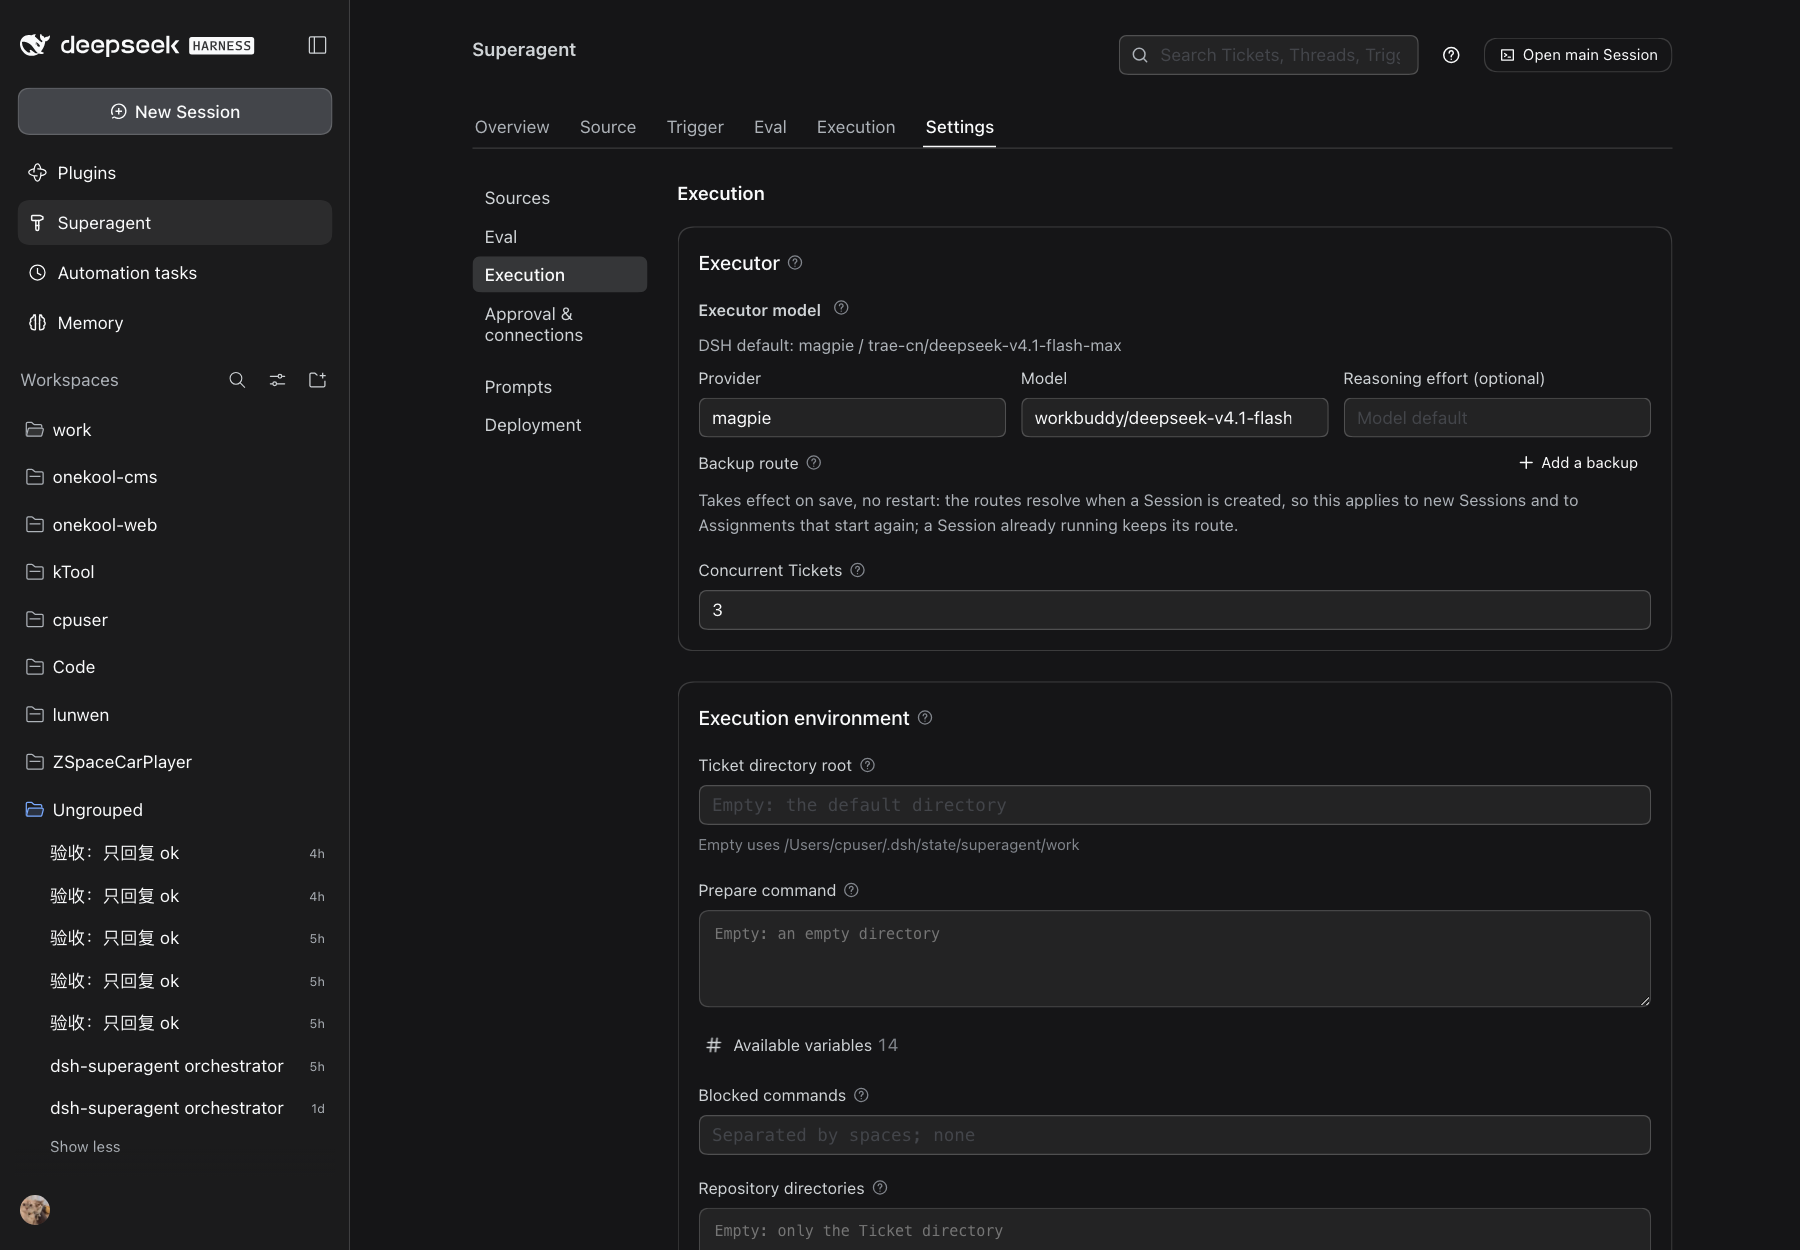 deepseek HARNESS
New Session
Plugins
Superagent
Automation tasks
Memory
Workspaces
work
onekool-cms
onekool-web
kTool
cpuser
Code
lunwen
ZSpaceCarPlayer
Ungrouped
验收：只回复 ok 4h
验收：只回复 ok 4h
验收：只回复 ok 5h
验收：只回复 ok 5h
验收：只回复 ok 5h
dsh-superagent orchestrator 5h
dsh-superagent orchestrator 1d
Show less
Superagent
Search Tickets, Threads, Trigg
Open main Session
Overview Source Trigger Eval Execution Settings
Sources
Eval
Execution
Approval &
connections
Prompts
Deployment
Execution
Executor
Executor model
DSH default: magpie / trae-cn/deepseek-v4.1-flash-max
Provider Model Reasoning effort (optional)
magpie workbuddy/deepseek-v4.1-flash Model default
Backup route Add a backup
Takes effect on save, no restart: the routes resolve when a Session is created, so this applies to new Sessions and to
Assignments that start again; a Session already running keeps its route.
Concurrent Tickets
3
Execution environment
Ticket directory root
Empty: the default directory
Empty uses /Users/cpuser/.dsh/state/superagent/work
Prepare command
Empty: an empty directory
# Available variables 14
Blocked commands
Separated by spaces; none
Repository directories
Empty: only the Ticket directory